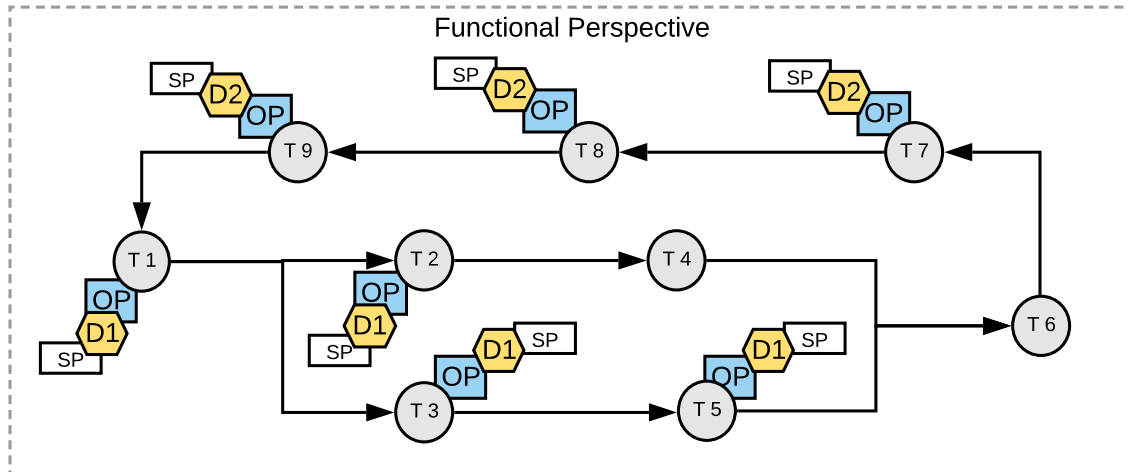 Functional Perspective
SP
D2
OP
T 9
SP
D2
OP
T 8
SP
D2
OP
T 7
T 1
OP
D1
SP
T 2
OP
D1
SP
T 4
SP
D1
OP
T 3
SP
D1
OP
T 5
T 6